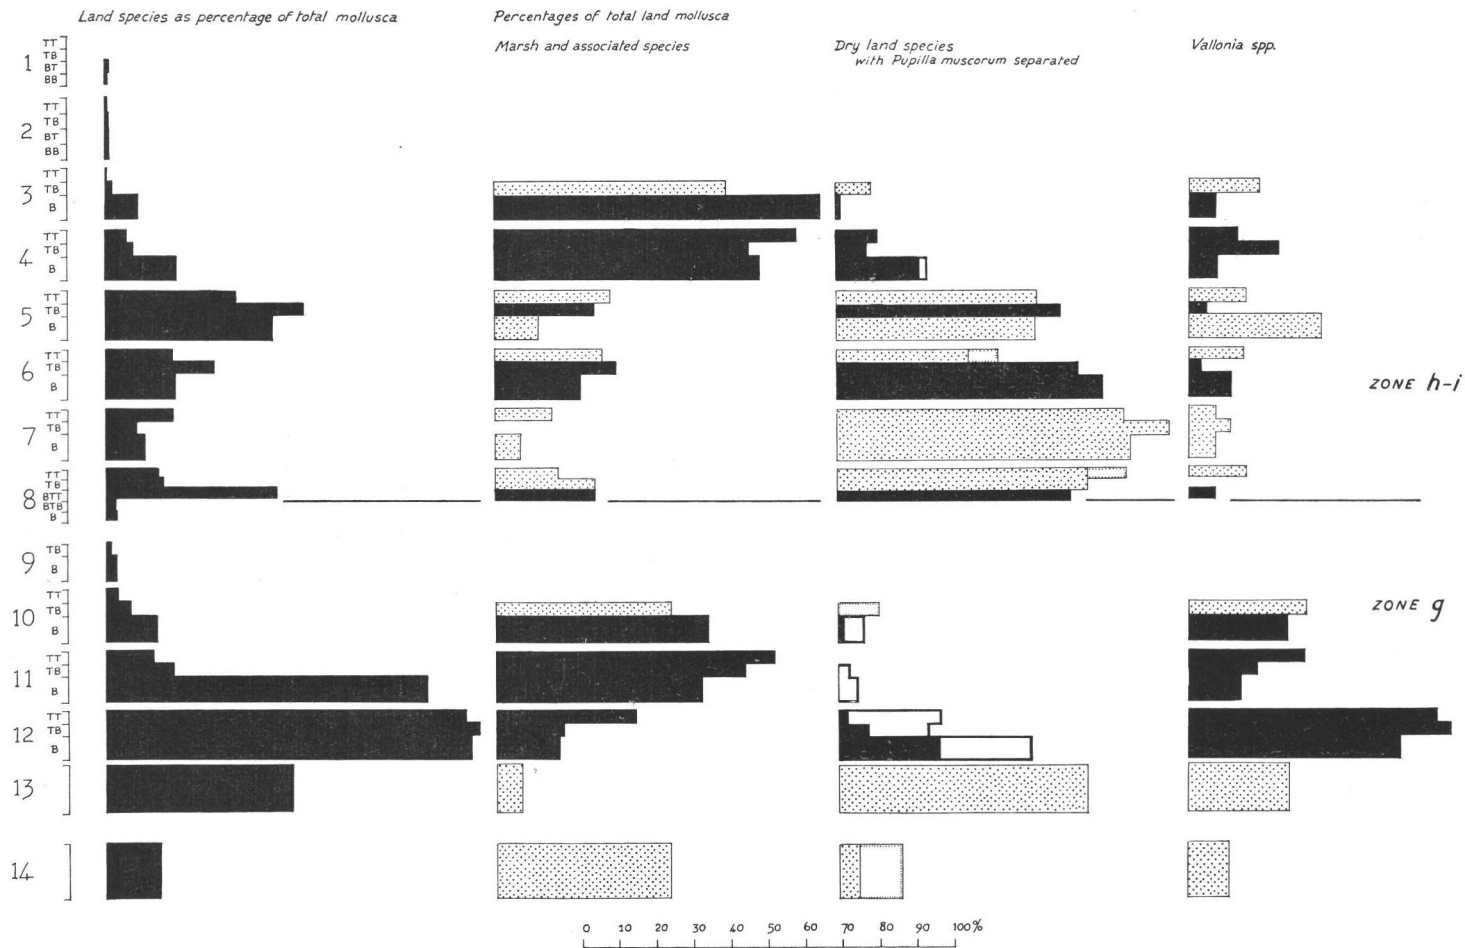 Land species as percentage of total mollusca
Percentages of total land mollusca
Marsh and associated species
Dry land species
with Pupilla muscorum separated
Vallonia spp.
1
TT
TB
BT
BB
2
TT
TB
BT
BB
3
TT
TB
B
4
TT
TB
B
5
TT
TB
B
6
TT
TB
B
ZONE h-i
7
TT
TB
B
8
TT
TB
BTT
BTB
B
9
TB
B
10
TT
TB
B
ZONE g
11
TT
TB
B
12
TT
TB
B
13
14
0 10 20 30 40 50 60 70 80 90 100%